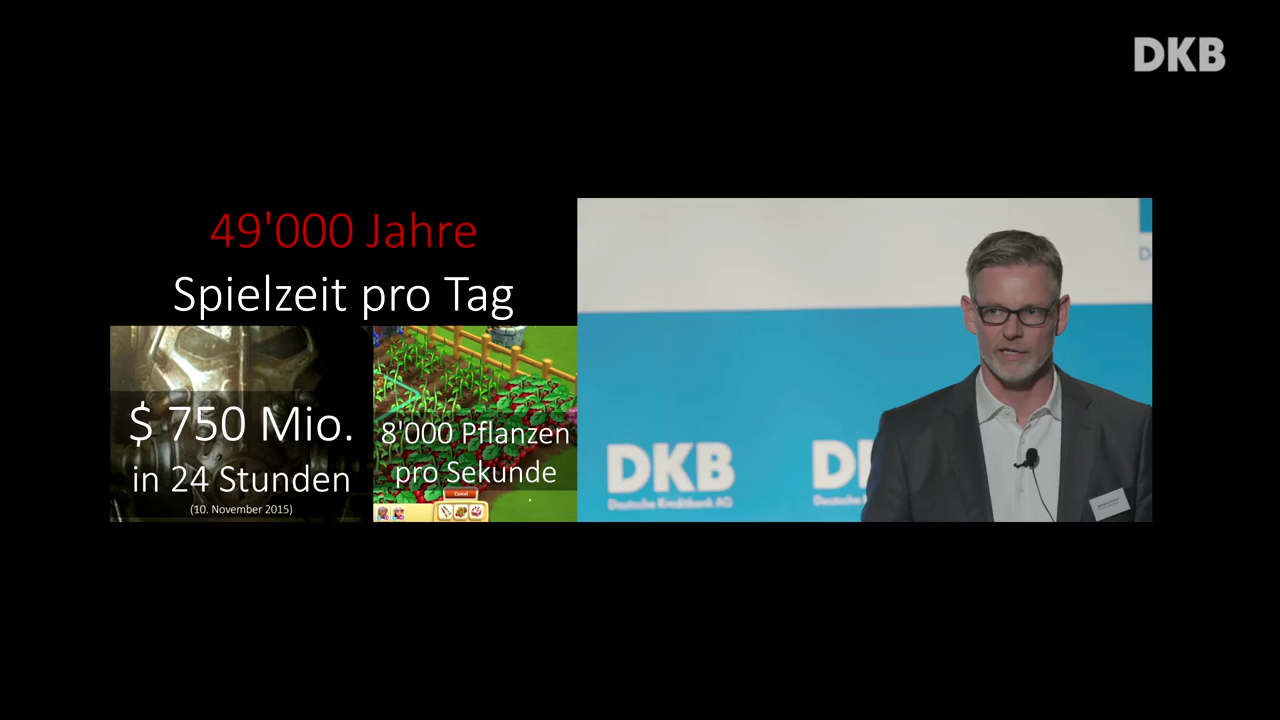 DKB
49'000 Jahre
Spielzeit pro Tag
$ 750 Mio.
in 24 Stunden
(10. November 2015)
8'000 Pflanzen
pro Sekunde
Cancel
DKB
Deutsche Kreditbank AG